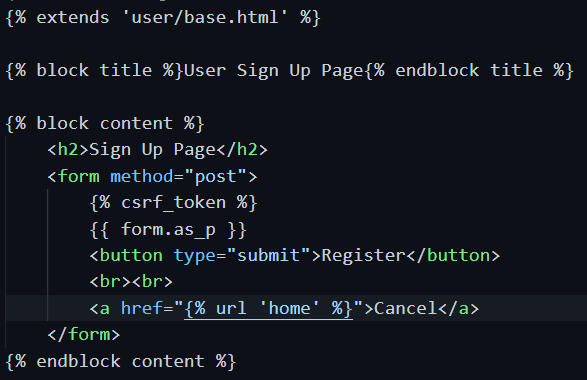 {% extends 'user/base.html' %}
{% block title %}User Sign Up Page{% endblock title %}
{% block content %}
<h2>Sign Up Page</h2>
<form method="post">
{% csrf_token %}
{{ form.as_p }}
<button type="submit">Register</button>
<br><br>
<a href="{% url 'home' %}">Cancel</a>
</form>
{% endblock content %}